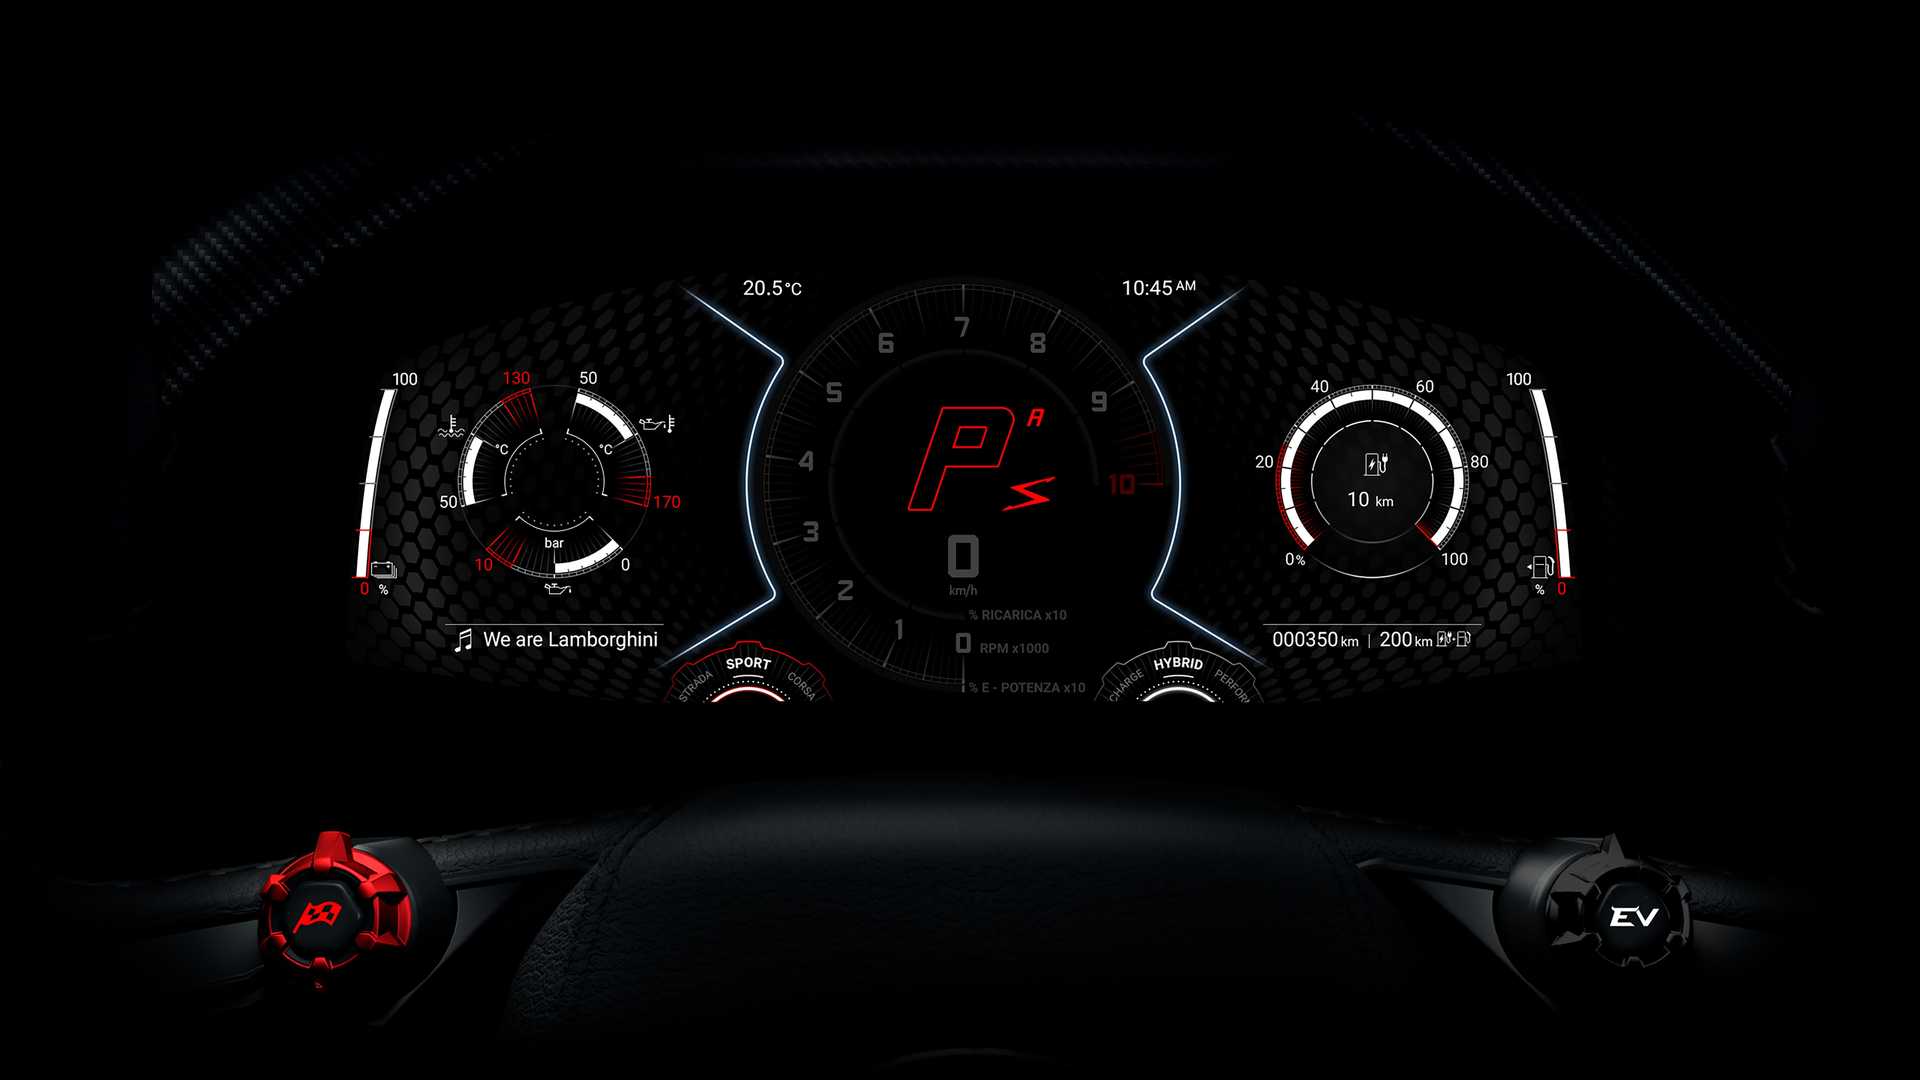 20.5°C
10:45 AM
100
130
50
°C
°C
50
170
bar
10
0
0
%
We are Lamborghini
1
2
3
4
5
6
7
8
9
10
P
A
S
0
km/h
% RICARICA x10
0
RPM x1000
% E - POTENZA x10
STRADA
SPORT
CORSA
CHARGE
HYBRID
PERFOR
0%
20
40
60
80
100
10 km
100
%
0
000350 km | 200 km
EV